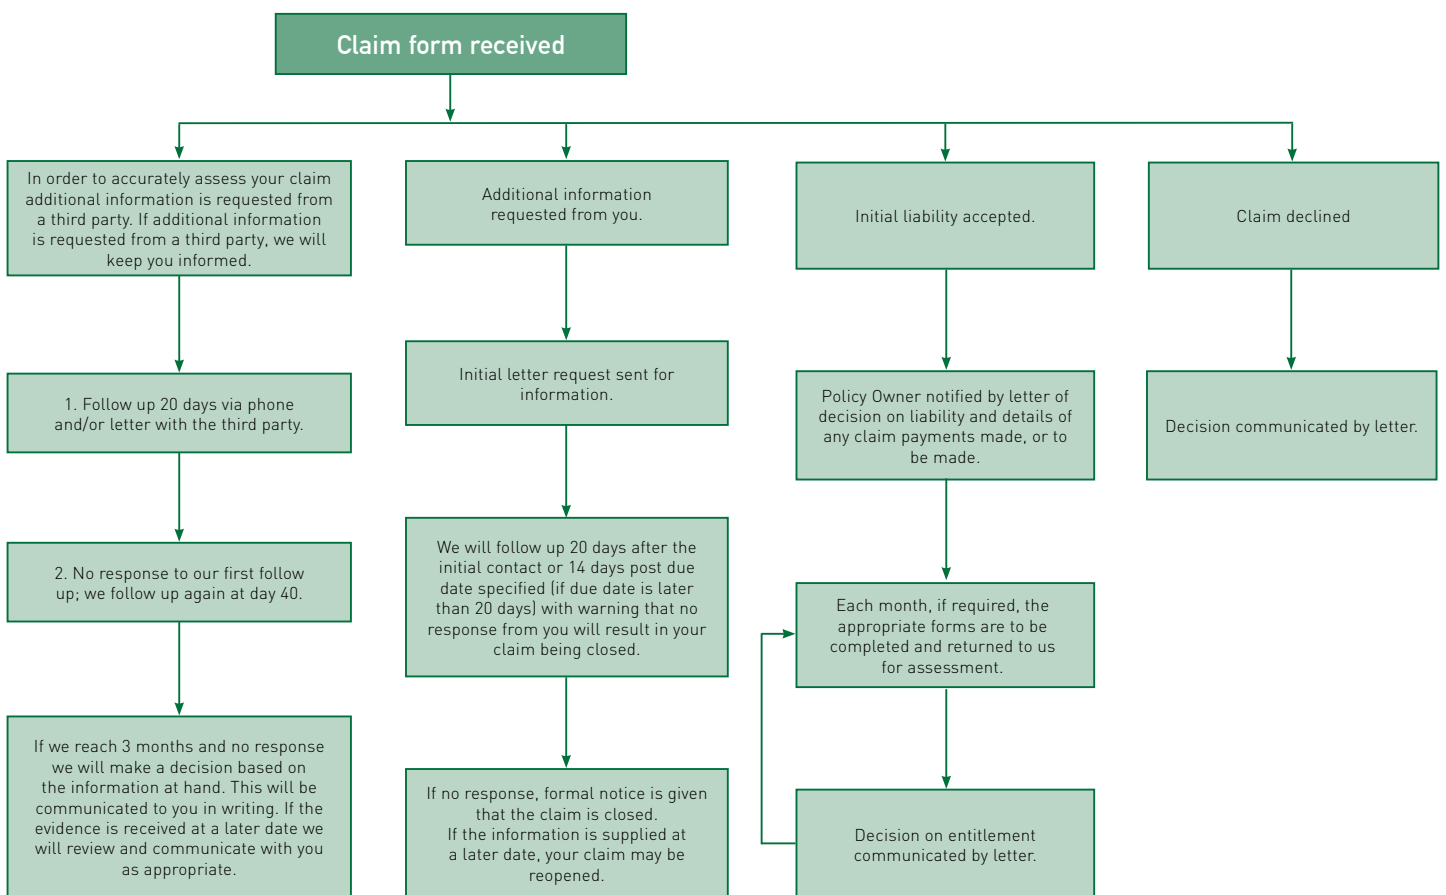 Claim form received
In order to accurately assess your claim
additional information is requested from
a third party. If additional information
is requested from a third party, we will
keep you informed.
1. Follow up 20 days via phone
and/or letter with the third party.
2. No response to our first follow
up; we follow up again at day 40.
If we reach 3 months and no response
we will make a decision based on
the information at hand. This will be
communicated to you in writing. If the
evidence is received at a later date we
will review and communicate with you
as appropriate.
Additional information
requested from you.
Initial letter request sent for
information.
We will follow up 20 days after the
initial contact or 14 days post due
date specified (if due date is later
than 20 days) with warning that no
response from you will result in your
claim being closed.
If no response, formal notice is given
that the claim is closed.
If the information is supplied at
a later date, your claim may be
reopened.
Initial liability accepted.
Policy Owner notified by letter of
decision on liability and details of
any claim payments made, or to
be made.
Each month, if required, the
appropriate forms are to be
completed and returned to us
for assessment.
Decision on entitlement
communicated by letter.
Claim declined
Decision communicated by letter.